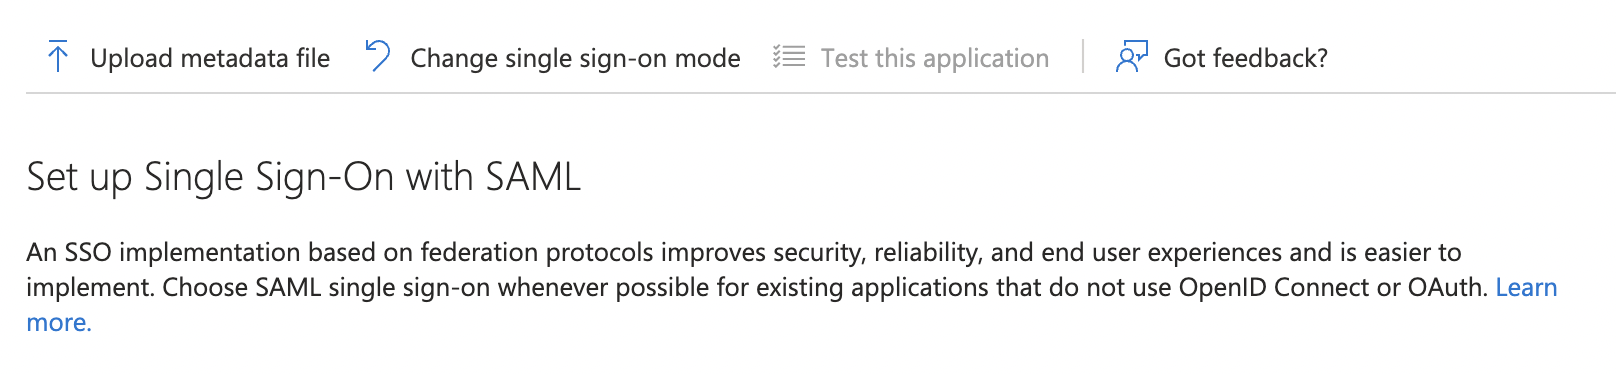 Upload metadata file Change single sign-on mode Test this application Got feedback?
Set up Single Sign-On with SAML
An SSO implementation based on federation protocols improves security, reliability, and end user experiences and is easier to
implement. Choose SAML single sign-on whenever possible for existing applications that do not use OpenID Connect or OAuth. Learn
more.